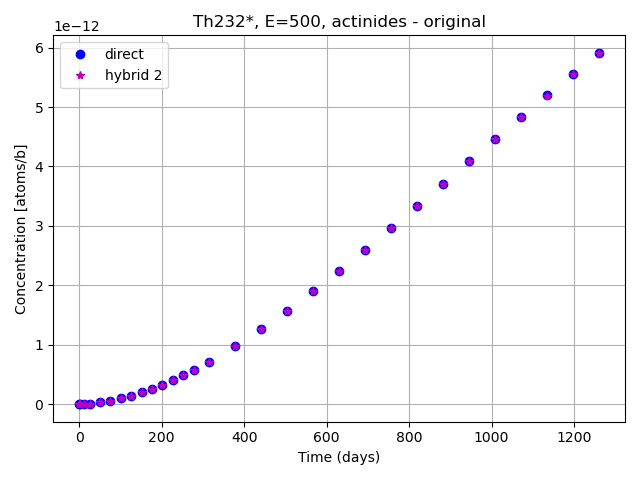 Th232*, E=500, actinides - original
1e−12
direct
hybrid 2
6
5
4
3
2
1
0
Concentration [atoms/b]
0 200 400 600 800 1000 1200
Time (days)